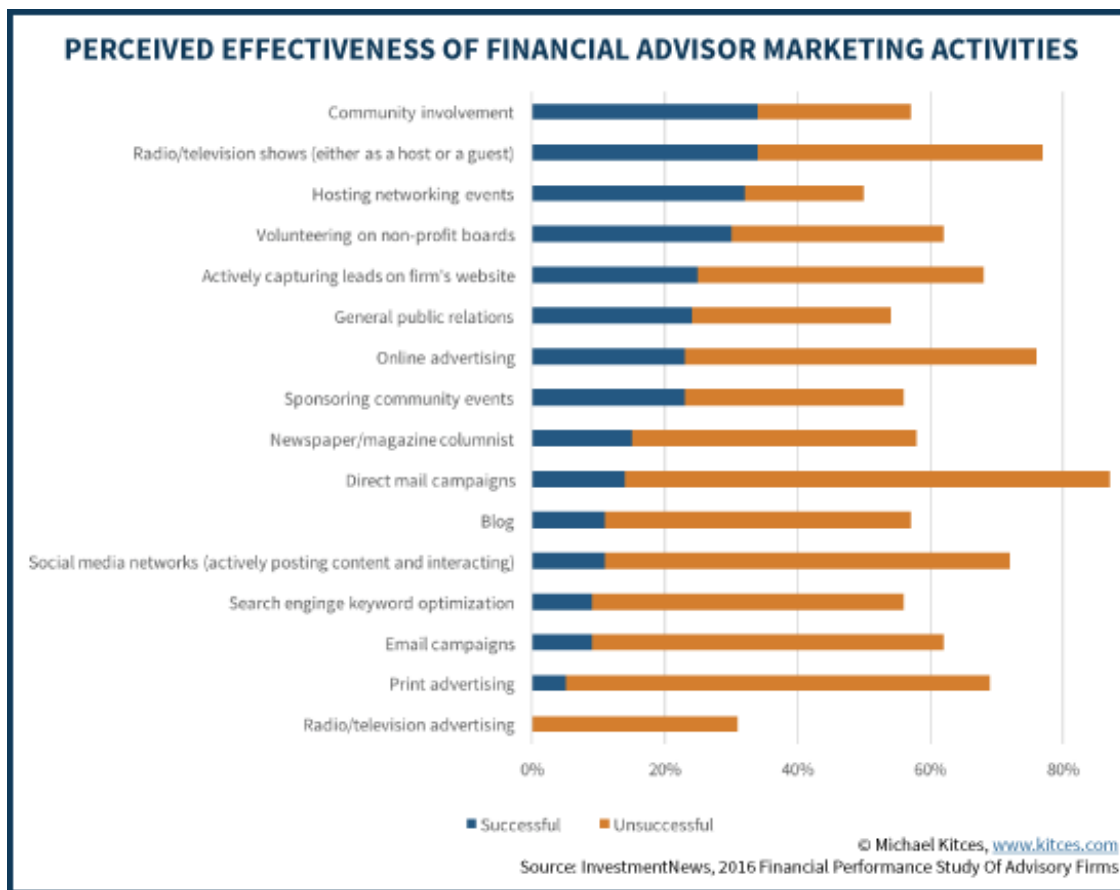 PERCEIVED EFFECTIVENESS OF FINANCIAL ADVISOR MARKETING ACTIVITIES
Community involvement
Radio/television shows (either as a host or a guest)
Hosting networking events
Volunteering on non-profit boards
Actively capturing leads on firm's website
General public relations
Online advertising
Sponsoring community events
Newspaper/magazine columnist
Direct mail campaigns
Blog
Social media networks (actively posting content and interacting)
Search enginge keyword optimization
Email campaigns
Print advertising
Radio/television advertising
0% 20% 40% 60% 80%
Successful Unsuccessful
© Michael Kitces, www.kitces.com
Source: InvestmentNews, 2016 Financial Performance Study Of Advisory Firms